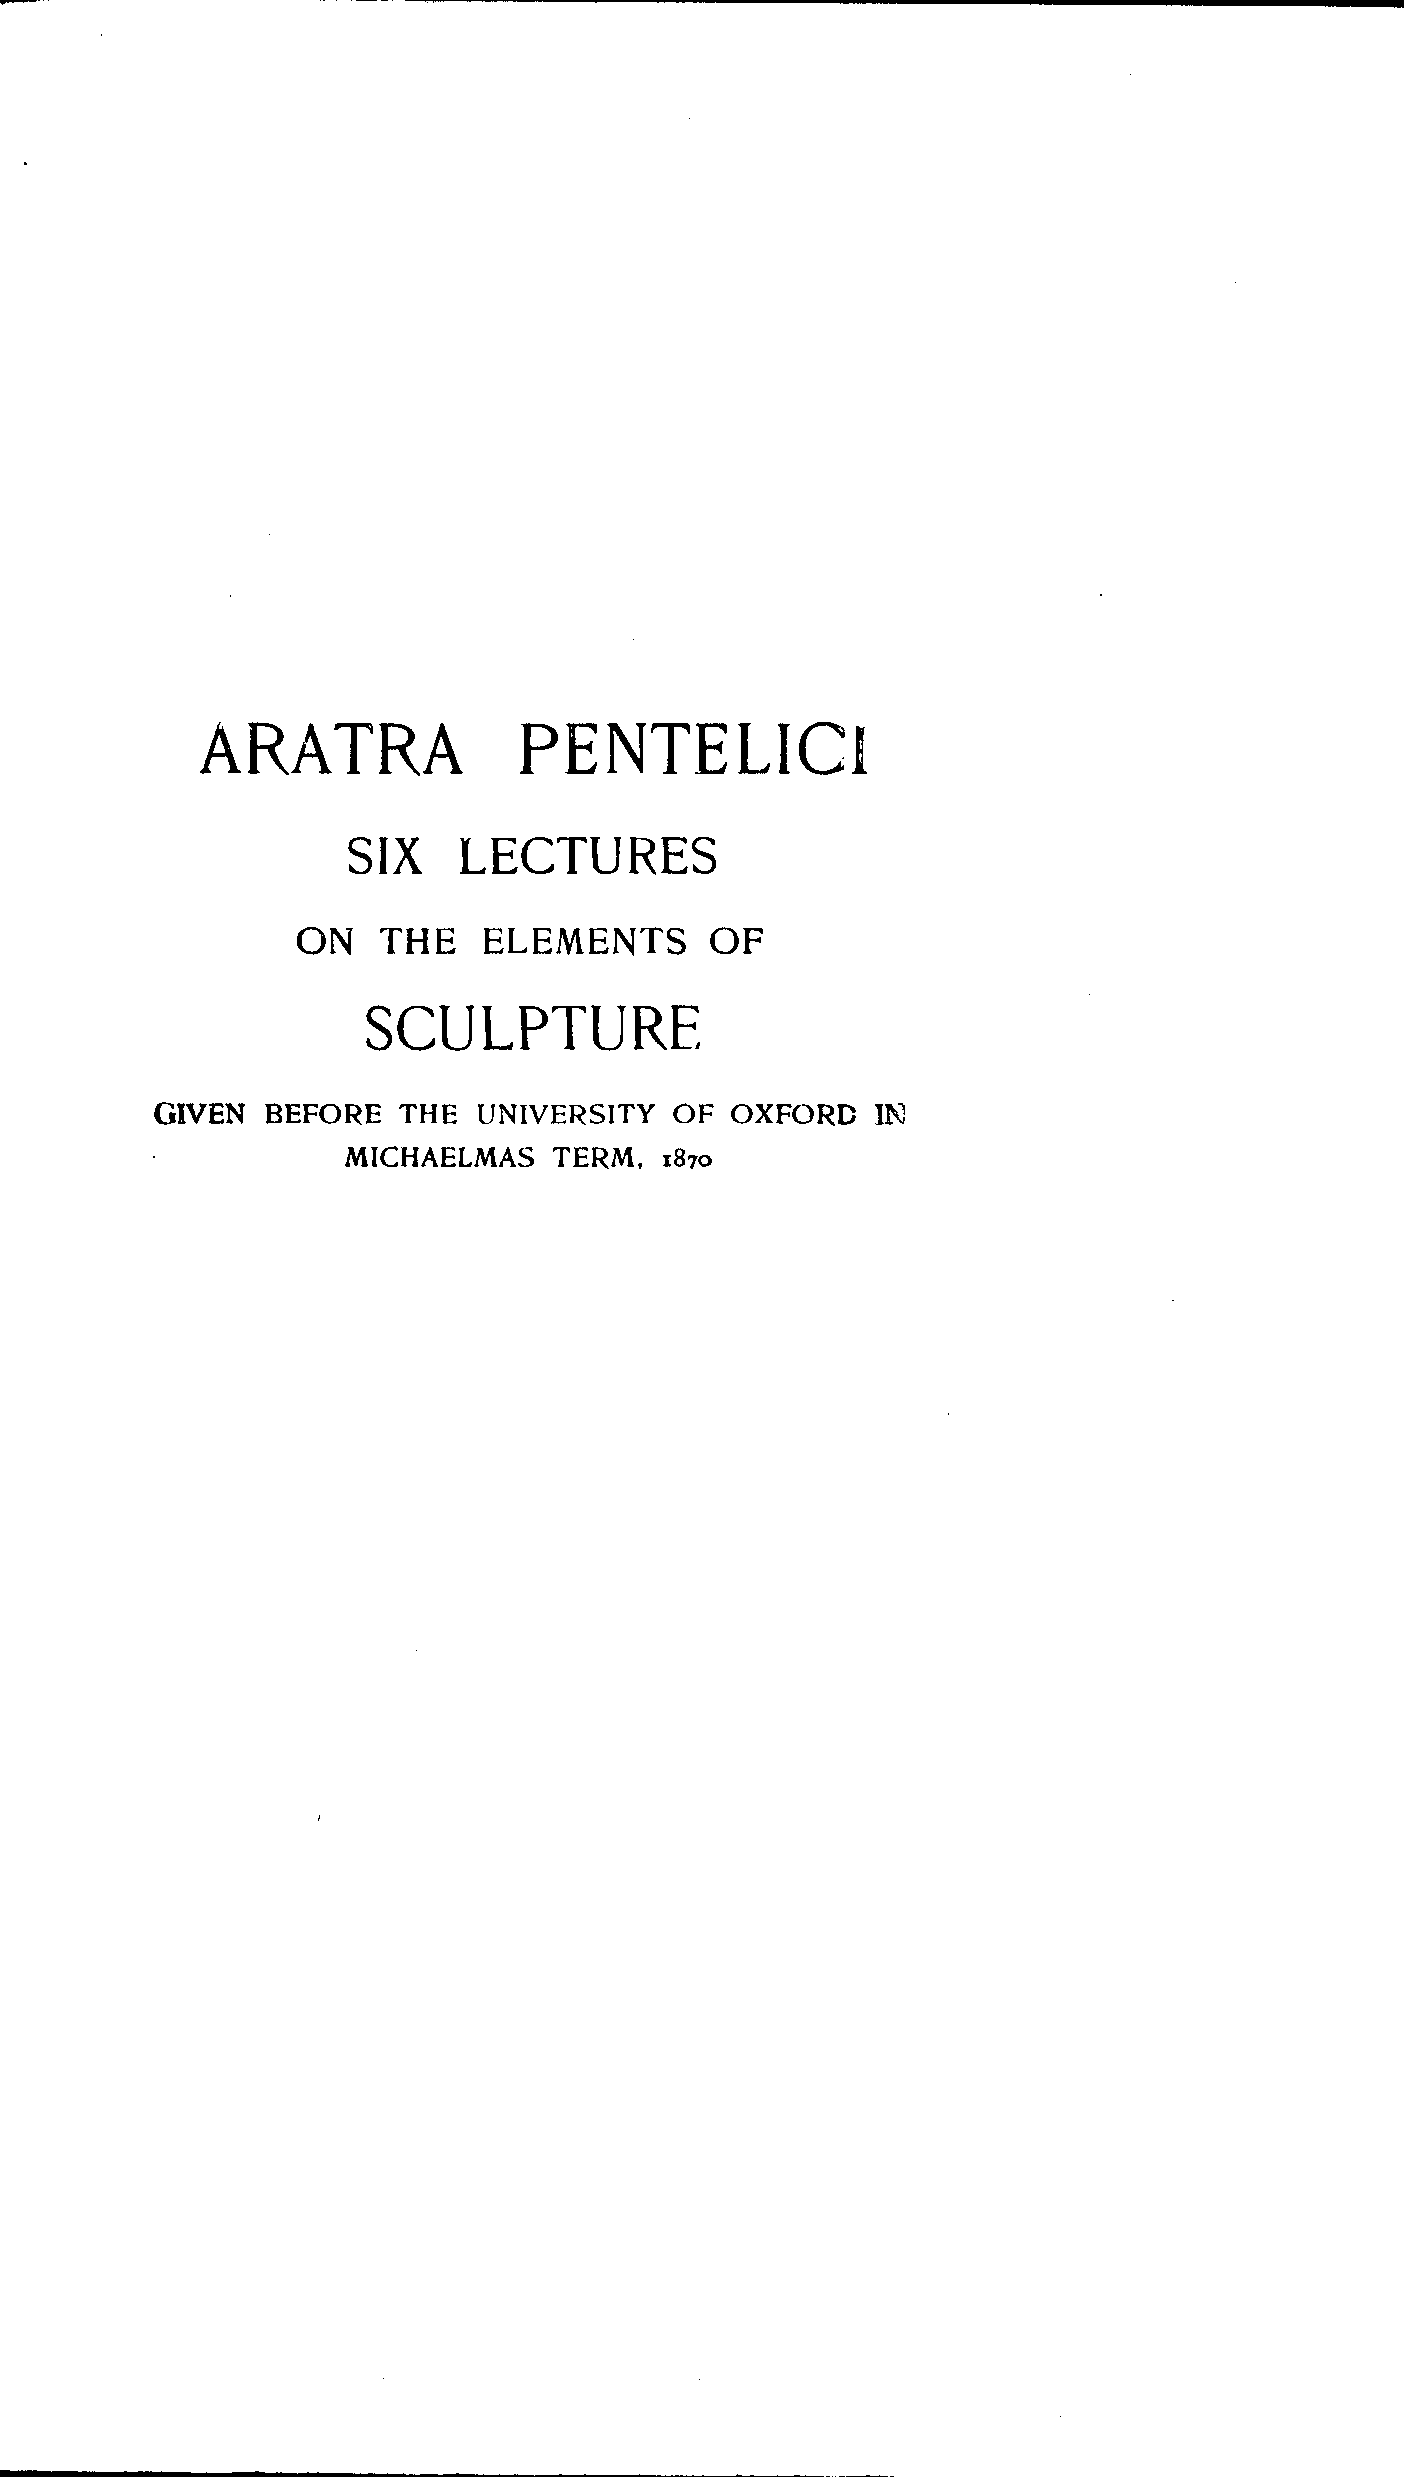 ARATRA PENTELICI
SIX LECTURES
ON THE ELEMENTS OF
SCULPTURE
GIVEN BEFORE THE UNIVERSITY OF OXFORD IN
MICHAELMAS TERM, 1870